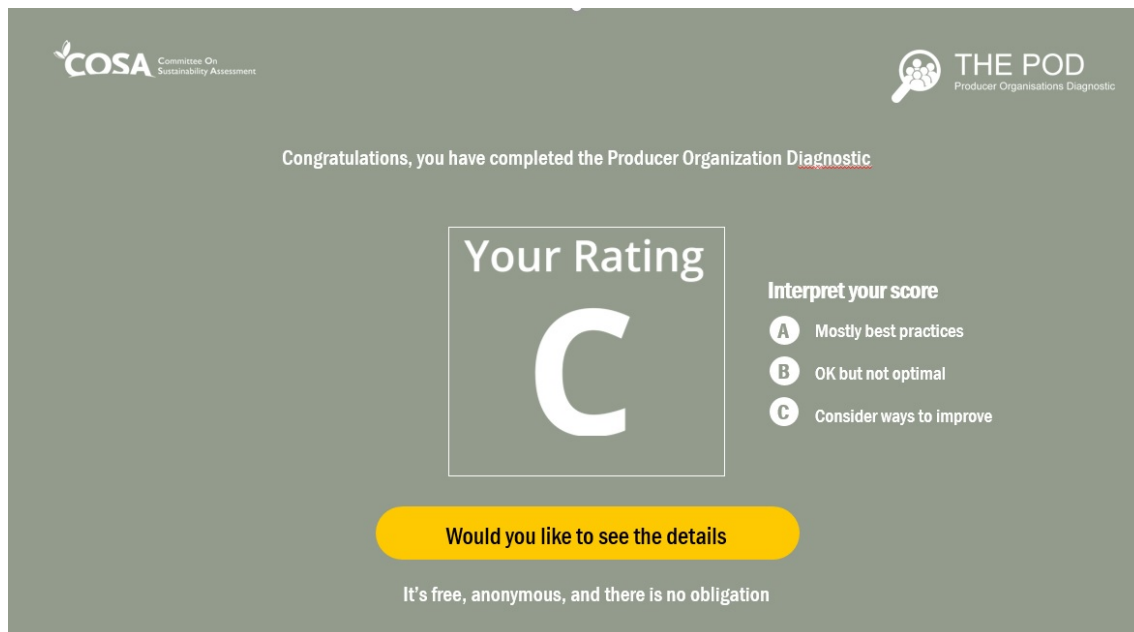 COSA Committee On
Sustainability Assessment
THE POD
Producer Organisations Diagnostic
Congratulations, you have completed the Producer Organization Diagnostic
Your Rating
C
Interpret your score
A Mostly best practices
B OK but not optimal
C Consider ways to improve
Would you like to see the details
It's free, anonymous, and there is no obligation